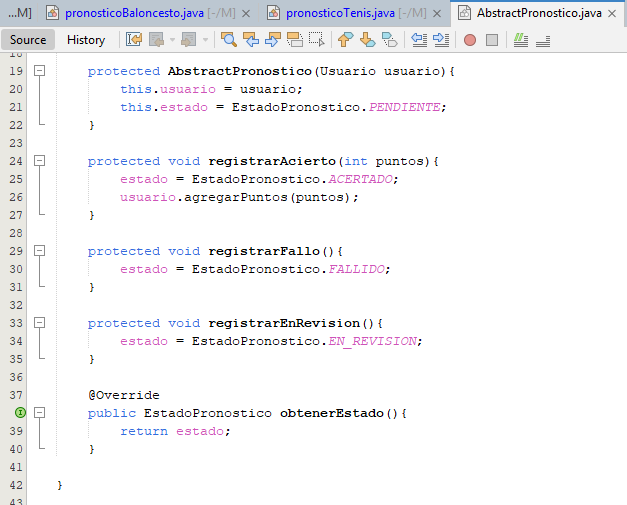 ...M] pronosticoBaloncesto.java [-/M] pronosticoTenis.java [-/M] AbstractPronostico.java
Source History
19 protected AbstractPronostico(Usuario usuario){
20 this.usuario = usuario;
21 this.estado = EstadoPronostico.PENDIENTE;
22 }
23
24 protected void registrarAcierto(int puntos){
25 estado = EstadoPronostico.ACERTADO;
26 usuario.agregarPuntos(puntos);
27 }
28
29 protected void registrarFallo(){
30 estado = EstadoPronostico.FALLIDO;
31 }
32
33 protected void registrarEnRevision(){
34 estado = EstadoPronostico.EN_REVISION;
35 }
36
37 @Override
public EstadoPronostico obtenerEstado(){
39 return estado;
40 }
41
42 }
43